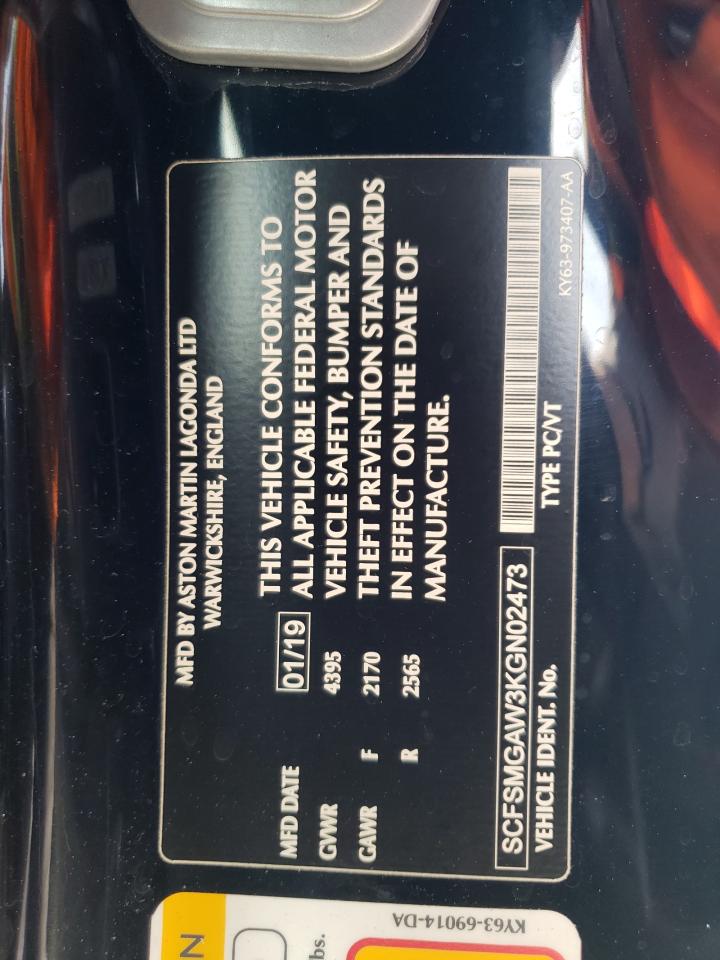 MFD BY ASTON MARTIN LAGONDA LTD
WARWICKSHIRE, ENGLAND
MFD DATE 01/19
GVWR 4395
GAWR F 2170
R 2565
THIS VEHICLE CONFORMS TO
ALL APPLICABLE FEDERAL MOTOR
VEHICLE SAFETY, BUMPER AND
THEFT PREVENTION STANDARDS
IN EFFECT ON THE DATE OF
MANUFACTURE.
SCFSMGAW3KGN02473
VEHICLE IDENT. No.
TYPE PC/VT
KY63-973407-AA
N
bs.
KY63-69014-DA